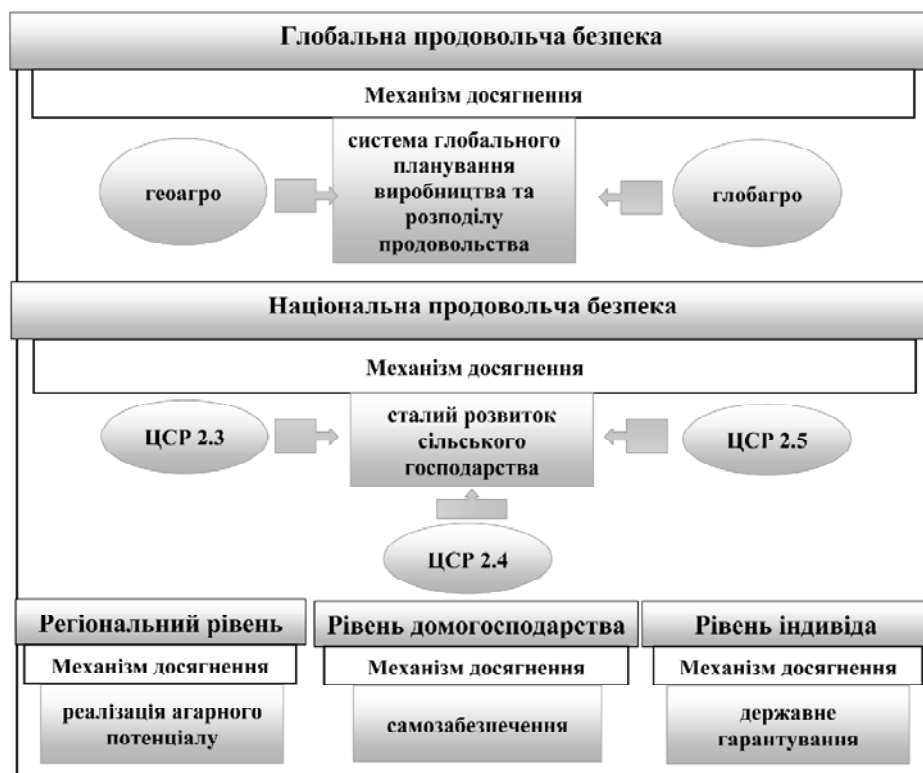 Глобальна продовольча безпека
Механізм досягнення
геоагро
система глобального
планування
виробництва та
розподілу
продовольства
глобагро
Національна продовольча безпека
Механізм досягнення
ЦСР 2.3
сталий розвиток
сільського
господарства
ЦСР 2.5
ЦСР 2.4
Регіональний рівень
Механізм досягнення
реалізація агарного
потенціалу
Рівень домогосподарства
Механізм досягнення
самозабезпечення
Рівень індивіда
Механізм досягнення
державне
гарантування